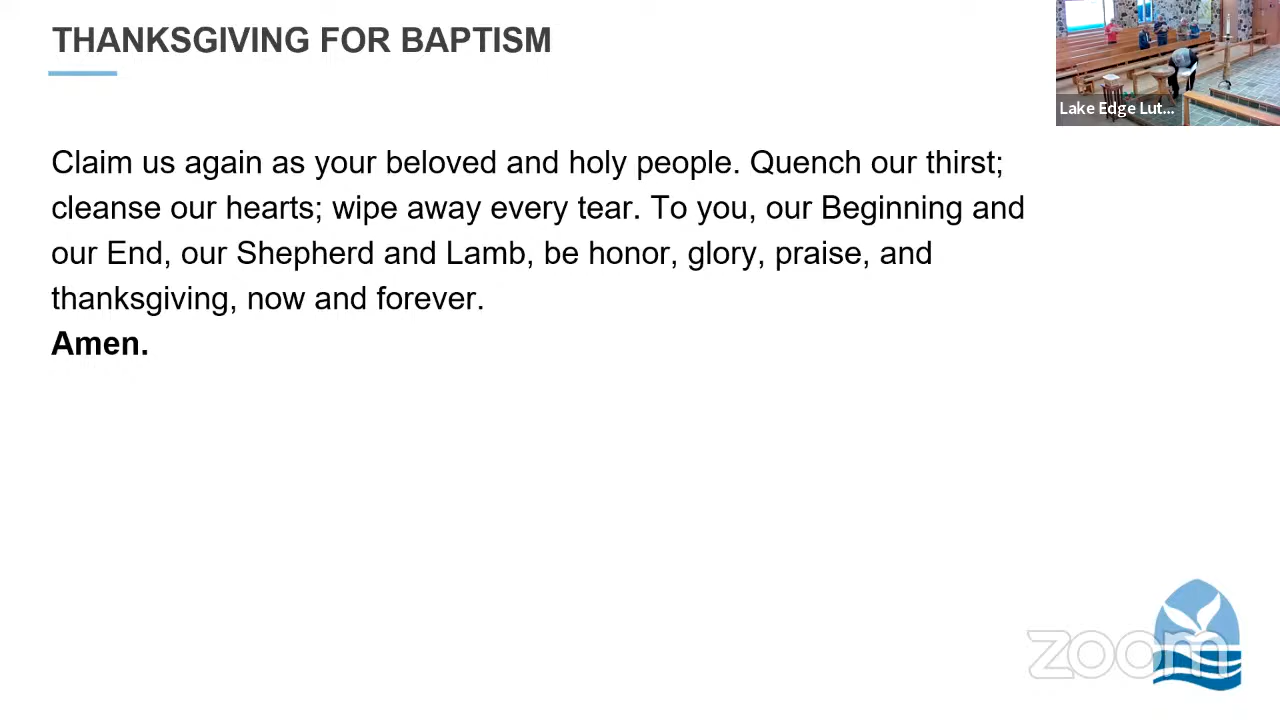 THANKSGIVING FOR BAPTISM
Lake Edge Lut...
Claim us again as your beloved and holy people. Quench our thirst;
cleanse our hearts; wipe away every tear. To you, our Beginning and
our End, our Shepherd and Lamb, be honor, glory, praise, and
thanksgiving, now and forever.
Amen.
zoom